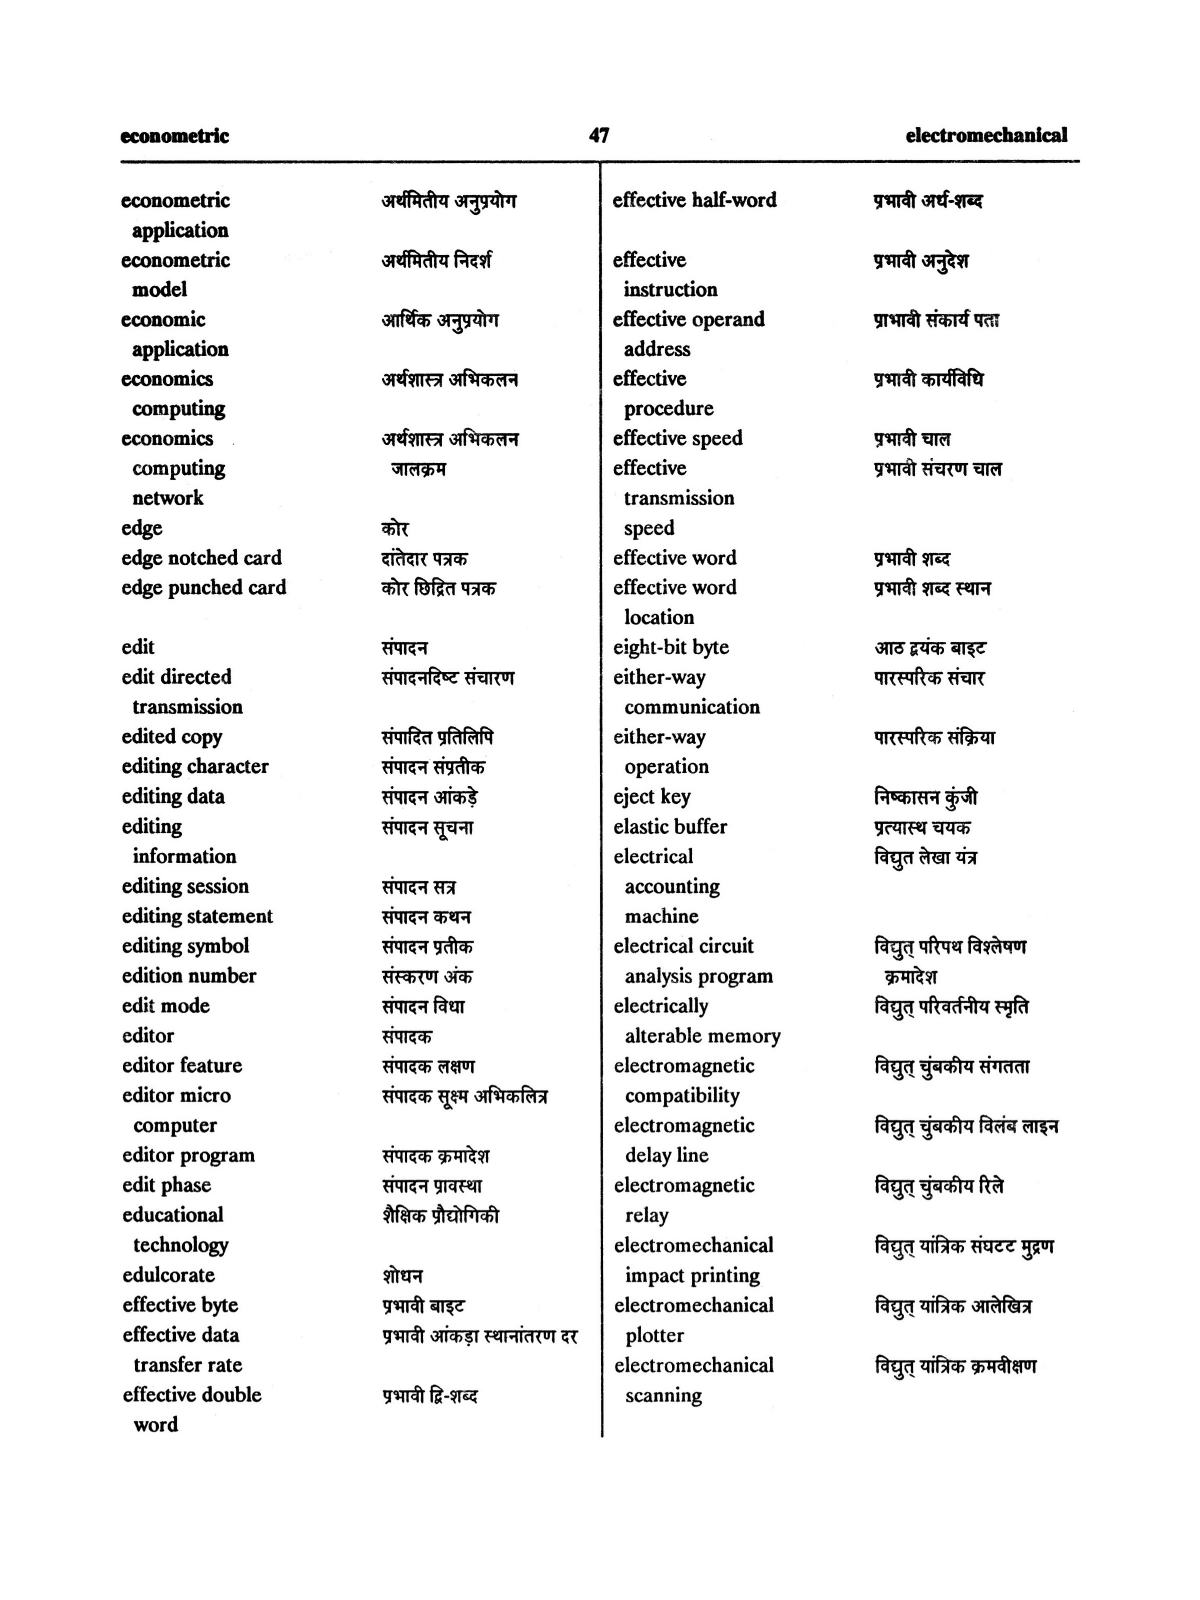 econometric 47 electromechanical
econometric अर्थमितीय अनुप्रयोग
application
econometric अर्थमितीय निदर्श
model
economic आर्थिक अनुप्रयोग
application
economics अर्थशास्त्र अभिकलन
computing
economics अर्थशास्त्र अभिकलन
computing जालक्रम
network
edge कोर
edge notched card दांतेदार पत्रक
edge punched card कोर छिद्रित पत्रक
edit संपादन
edit directed संपादनदिष्ट संचारण
transmission
edited copy संपादित प्रतिलिपि
editing character संपादन संप्रतीक
editing data संपादन आंकड़े
editing संपादन सूचना
information
editing session संपादन सत्र
editing statement संपादन कथन
editing symbol संपादन प्रतीक
edition number संस्करण अंक
edit mode संपादन विधा
editor संपादक
editor feature संपादक लक्षण
editor micro संपादक सूक्ष्म अभिकलित्र
computer
editor program संपादक क्रमादेश
edit phase संपादन प्रावस्था
educational शैक्षिक प्रौद्योगिकी
technology
edulcorate शोधन
effective byte प्रभावी बाइट
effective data प्रभावी आंकड़ा स्थानांतरण दर
transfer rate
effective double प्रभावी द्वि-शब्द
word
effective half-word प्रभावी अर्ध-शब्द
effective प्रभावी अनुदेश
instruction
effective operand प्राभावी संकार्य पता
address
effective प्रभावी कार्यविधि
procedure
effective speed प्रभावी चाल
effective प्रभावी संचरण चाल
transmission
speed
effective word प्रभावी शब्द
effective word प्रभावी शब्द स्थान
location
eight-bit byte आठ द्वयंक बाइट
either-way पारस्परिक संचार
communication
either-way पारस्परिक संक्रिया
operation
eject key निष्कासन कुंजी
elastic buffer प्रत्यास्थ चयक
electrical विद्युत लेखा यंत्र
accounting
machine
electrical circuit विद्युत् परिपथ विश्लेषण
analysis program क्रमादेश
electrically विद्युत् परिवर्तनीय स्मृति
alterable memory
electromagnetic विद्युत् चुंबकीय संगतता
compatibility
electromagnetic विद्युत् चुंबकीय विलंब लाइन
delay line
electromagnetic विद्युत् चुंबकीय रिले
relay
electromechanical विद्युत् यांत्रिक संघटट मुद्रण
impact printing
electromechanical विद्युत् यांत्रिक आलेखित्र
plotter
electromechanical विद्युत् यांत्रिक क्रमवीक्षण
scanning